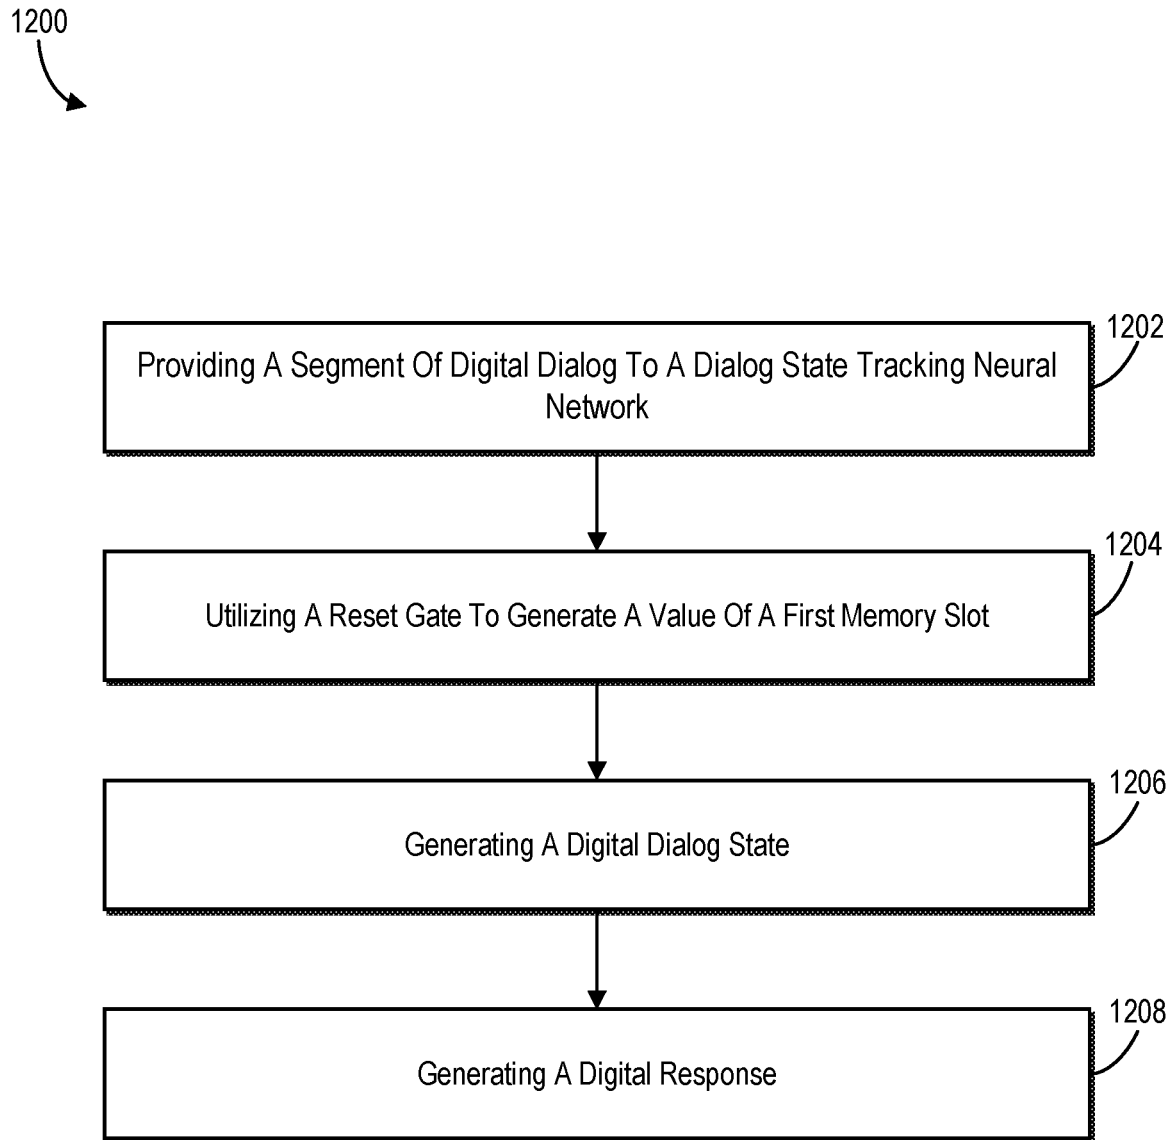 1200
1202
Providing A Segment Of Digital Dialog To A Dialog State Tracking Neural
Network
1204
Utilizing A Reset Gate To Generate A Value Of A First Memory Slot
1206
Generating A Digital Dialog State
1208
Generating A Digital Response